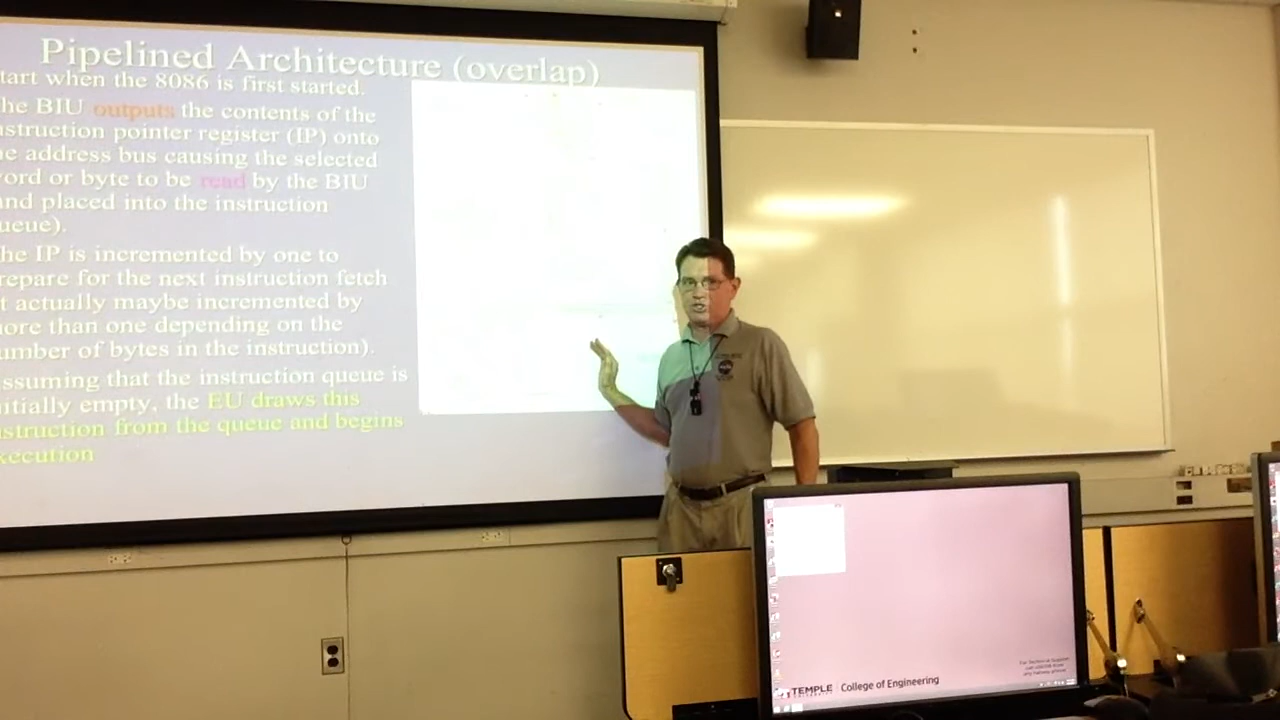 Pipelined Architecture (overlap)
tart when the 8086 is first started.
he BIU outputs the contents of the
nstruction pointer register (IP) onto
he address bus causing the selected
word or byte to be read by the BIU
and placed into the instruction
ueue).
he IP is incremented by one to
repare for the next instruction fetch
t actually maybe incremented by
more than one depending on the
umber of bytes in the instruction).
ssuming that the instruction queue is
nitially empty, the EU draws this
nstruction from the queue and begins
xecution
TEMPLE College of Engineering